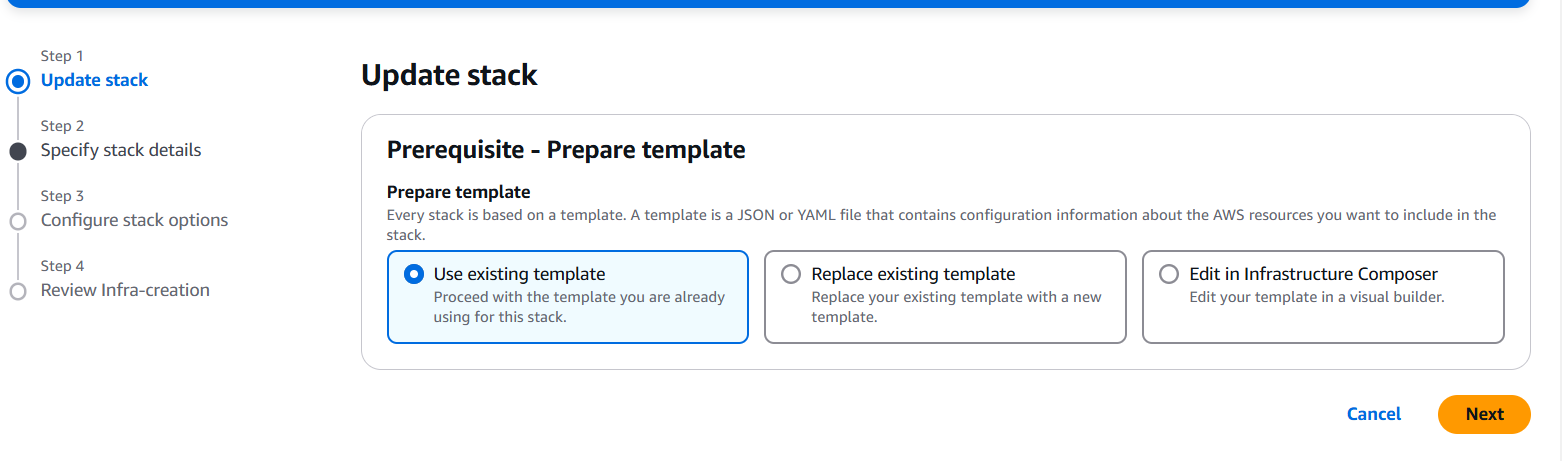 Step 1
Update stack
Step 2
Specify stack details
Step 3
Configure stack options
Step 4
Review Infra-creation
Update stack
Prerequisite - Prepare template
Prepare template
Every stack is based on a template. A template is a JSON or YAML file that contains configuration information about the AWS resources you want to include in the
stack.
Use existing template
Proceed with the template you are already
using for this stack.
Replace existing template
Replace your existing template with a new
template.
Edit in Infrastructure Composer
Edit your template in a visual builder.
Cancel
Next